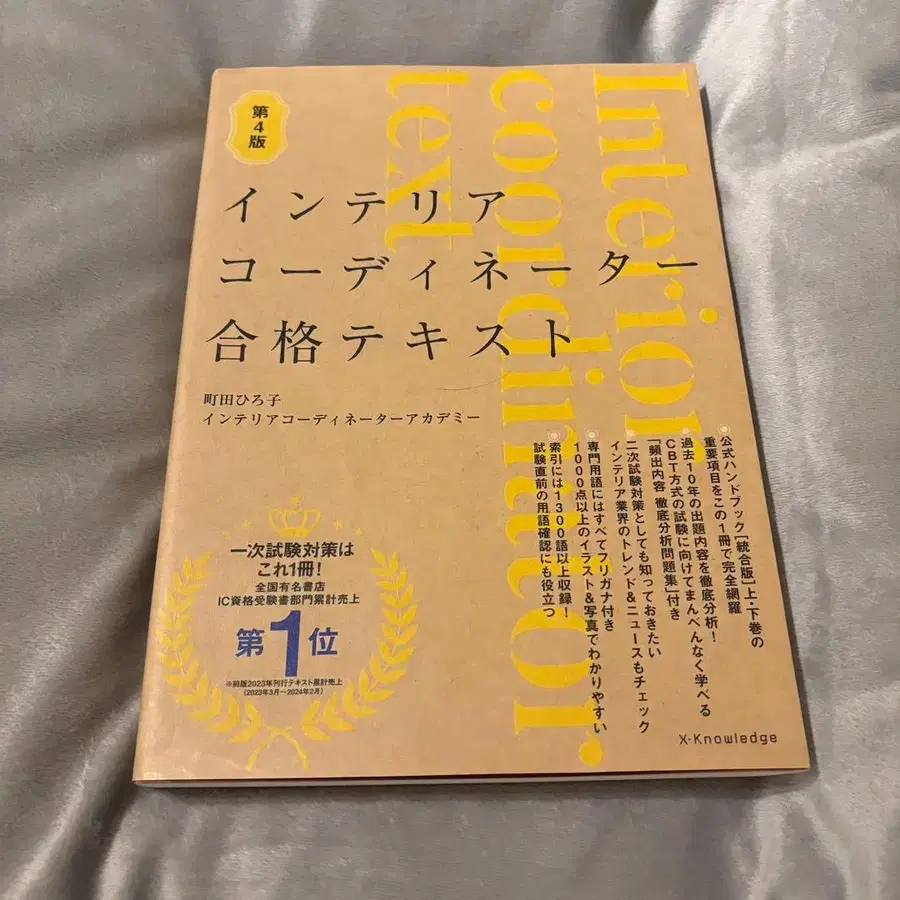 第4版
Interior
coordinator
text
インテリア
コーディネーター
合格テキスト
町田ひろ子
インテリアコーディネーターアカデミー
公式ハンドブック[統合版]上・下巻の
重要項目をこの1冊で完全網羅
過去10年の出題内容を徹底分析!
CBT方式の試験に向けてまんべんなく学べる
「頻出内容 徹底分析問題集」付き
二次試験対策としても知っておきたい
インテリア業界のトレンド&ニュースもチェック
専門用語にはすべてフリガナ付き
1000点以上のイラスト&写真でわかりやすい
索引には1300語以上収録!
試験直前の用語確認にも役立つ
一次試験対策は
これ1冊!
全国有名書店
IC資格受験書部門累計売上
第1位
※前版2023年刊行テキスト累計売上
(2023年3月〜2024年2月)
X-Knowledge